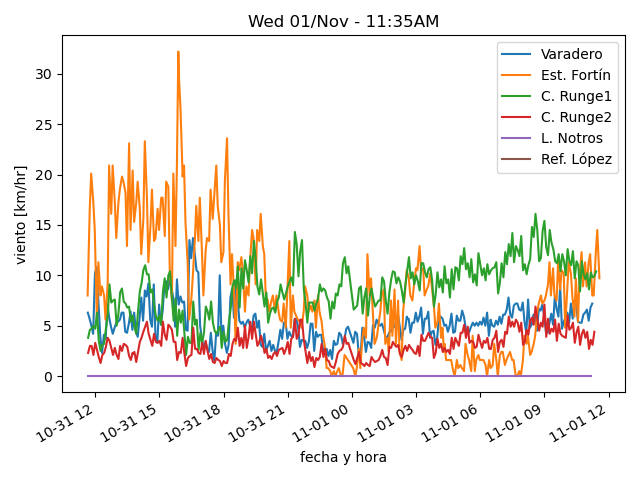 Wed 01/Nov - 11:35AM
Varadero
Est. Fortín
C. Runge1
C. Runge2
L. Notros
Ref. López
viento [km/hr]
30
25
20
15
10
5
0
10-31 12
10-31 15
10-31 18
10-31 21
11-01 00
11-01 03
11-01 06
11-01 09
11-01 12
fecha y hora